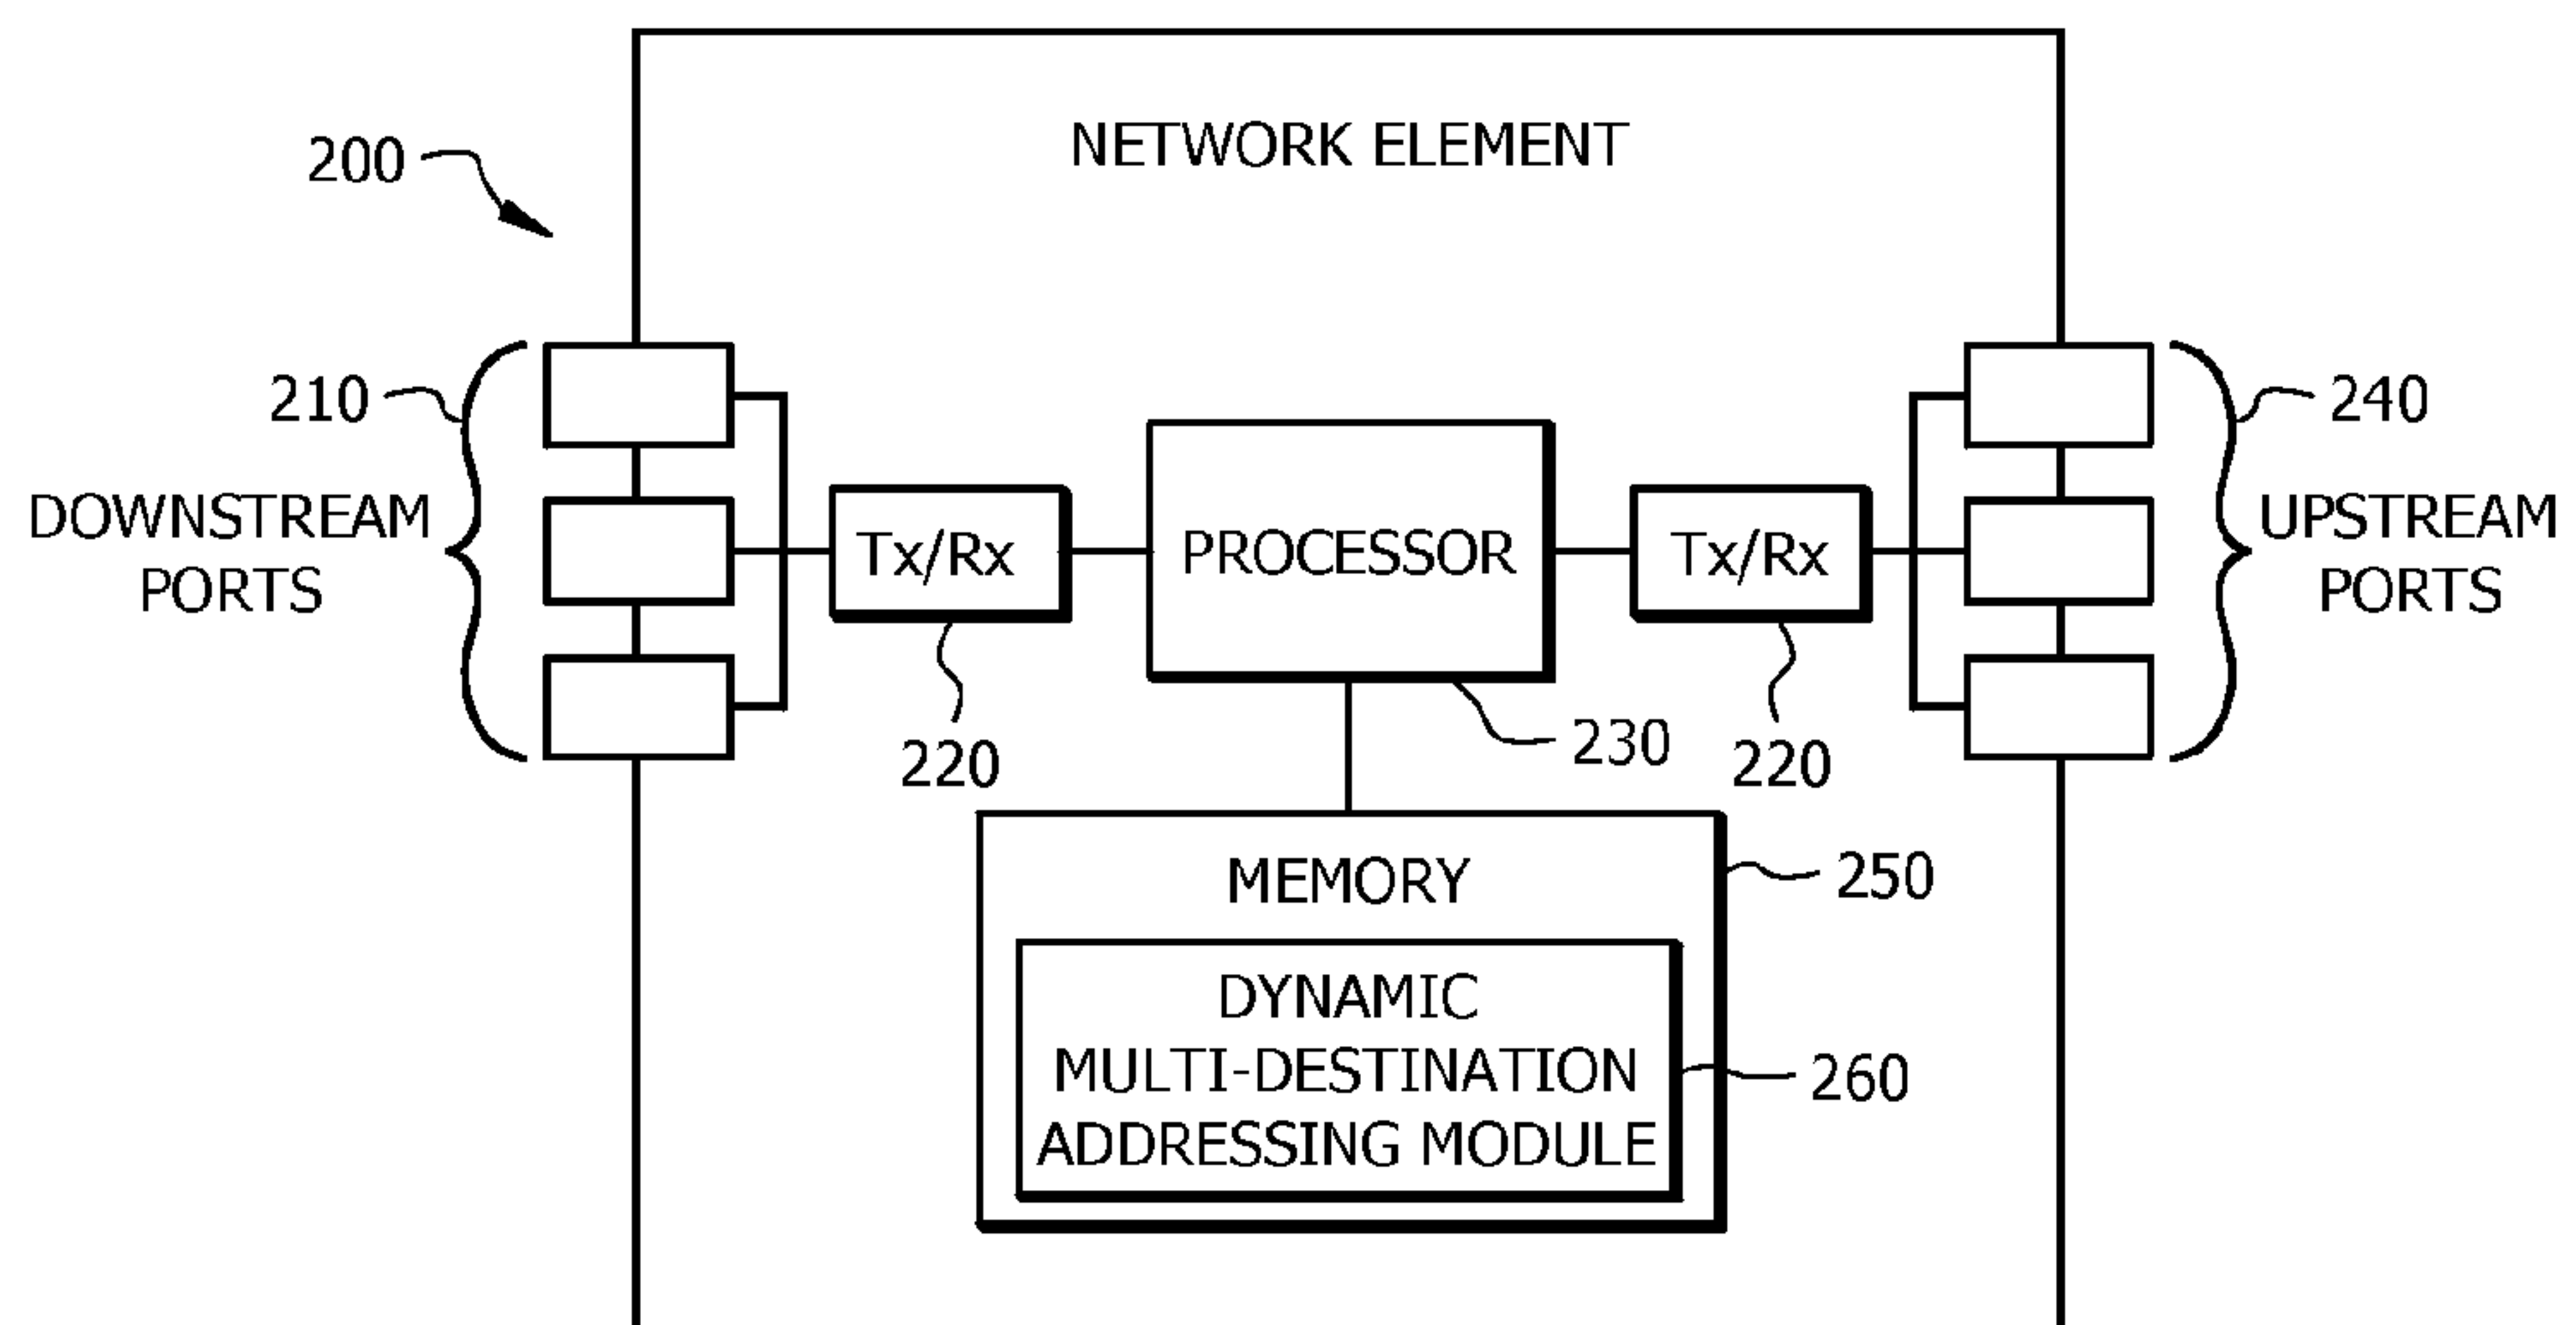 NETWORK ELEMENT
200
210
240
DOWNSTREAM
PORTS
Tx/Rx
PROCESSOR
Tx/Rx
UPSTREAM
PORTS
220
230
220
MEMORY
250
DYNAMIC
MULTI-DESTINATION
ADDRESSING MODULE
260